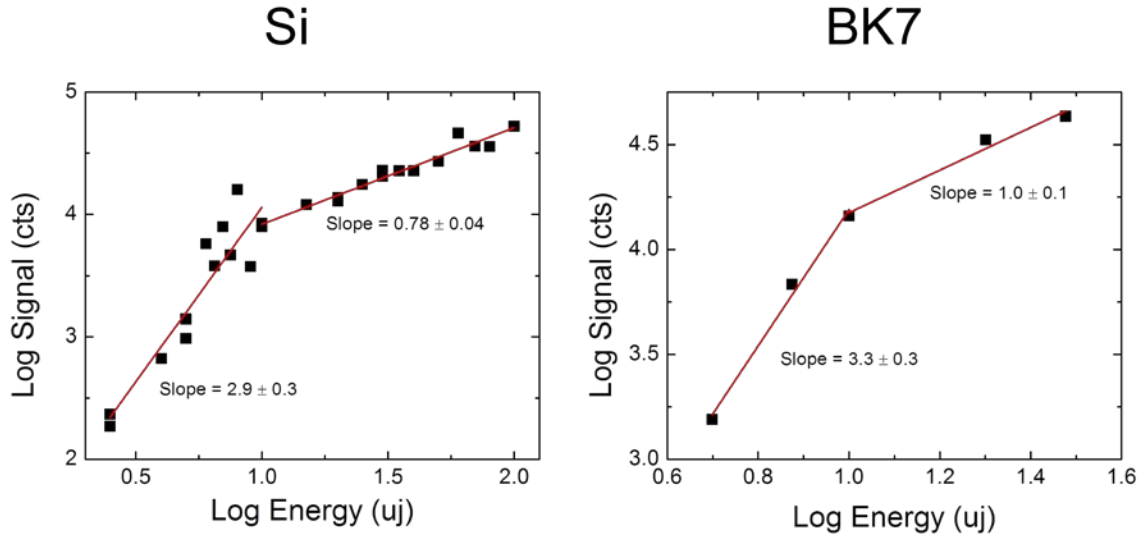 Si
BK7
5
4
3
2
Log Signal (cts)
Slope = 0.78 ± 0.04
Slope = 2.9 ± 0.3
0.5
1.0
1.5
2.0
Log Energy (uj)
4.5
4.0
3.5
3.0
Log Signal (cts)
Slope = 1.0 ± 0.1
Slope = 3.3 ± 0.3
0.6
0.8
1.0
1.2
1.4
1.6
Log Energy (uj)